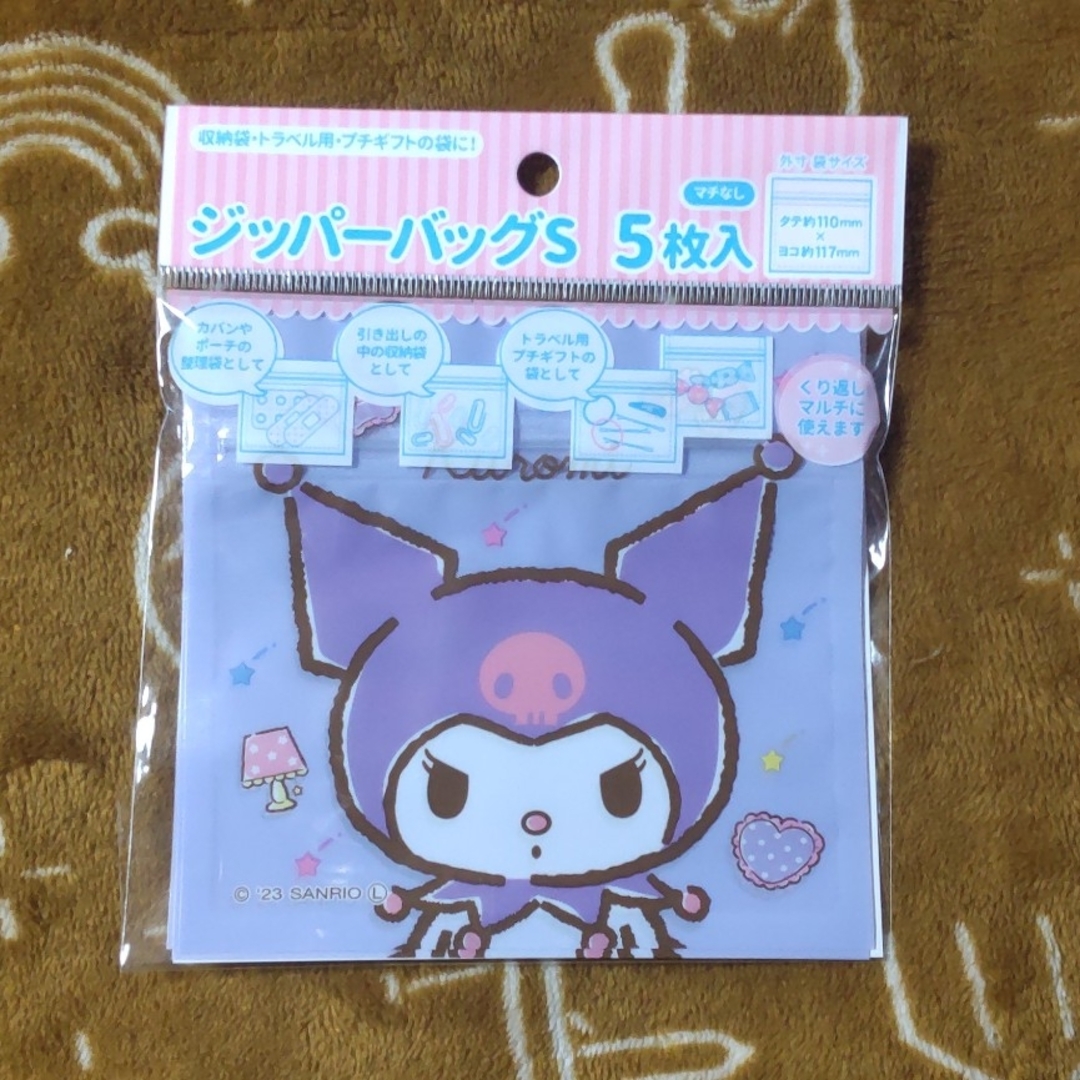 収納袋・トラベル用・プチギフトの袋に!
外寸 袋サイズ
マチなし
タテ約110mm
×
ヨコ約117mm
ジッパーバッグS 5枚入
カバンや
ポーチの
整理袋として
引き出しの
中の収納袋
として
トラベル用
プチギフトの
袋として
くり返し
マルチに
使えます
Kuromi
© '23 SANRIO Ⓛ